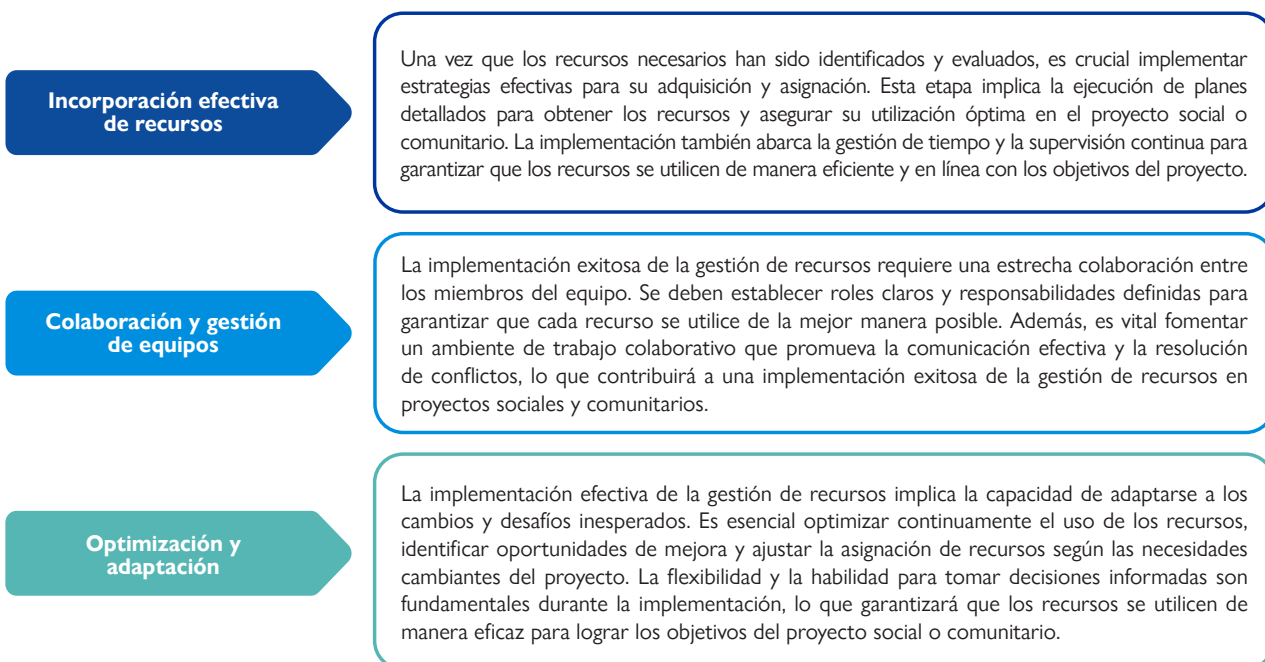 Incorporación efectiva
de recursos
Una vez que los recursos necesarios han sido identificados y evaluados, es crucial implementar
estrategias efectivas para su adquisición y asignación. Esta etapa implica la ejecución de planes
detallados para obtener los recursos y asegurar su utilización óptima en el proyecto social o
comunitario. La implementación también abarca la gestión de tiempo y la supervisión continua para
garantizar que los recursos se utilicen de manera eficiente y en línea con los objetivos del proyecto.
Colaboración y gestión
de equipos
La implementación exitosa de la gestión de recursos requiere una estrecha colaboración entre
los miembros del equipo. Se deben establecer roles claros y responsabilidades definidas para
garantizar que cada recurso se utilice de la mejor manera posible. Además, es vital fomentar
un ambiente de trabajo colaborativo que promueva la comunicación efectiva y la resolución
de conflictos, lo que contribuirá a una implementación exitosa de la gestión de recursos en
proyectos sociales y comunitarios.
Optimización y
adaptación
La implementación efectiva de la gestión de recursos implica la capacidad de adaptarse a los
cambios y desafíos inesperados. Es esencial optimizar continuamente el uso de los recursos,
identificar oportunidades de mejora y ajustar la asignación de recursos según las necesidades
cambiantes del proyecto. La flexibilidad y la habilidad para tomar decisiones informadas son
fundamentales durante la implementación, lo que garantizará que los recursos se utilicen de
manera eficaz para lograr los objetivos del proyecto social o comunitario.